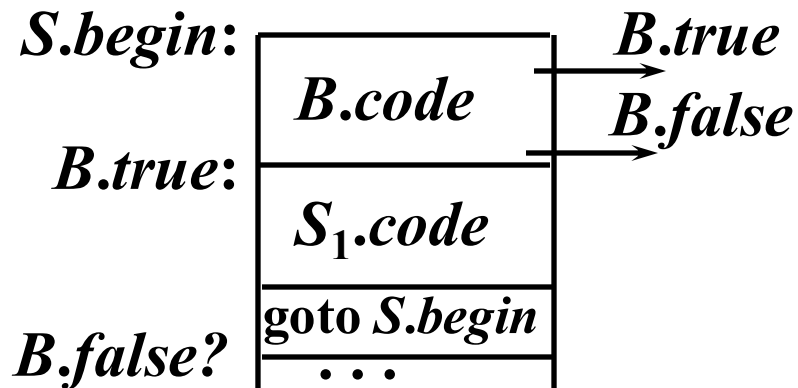 S.begin:
B.true
B.code
B.false
B.true:
S₁.code
goto S.begin
B.false?
. . .